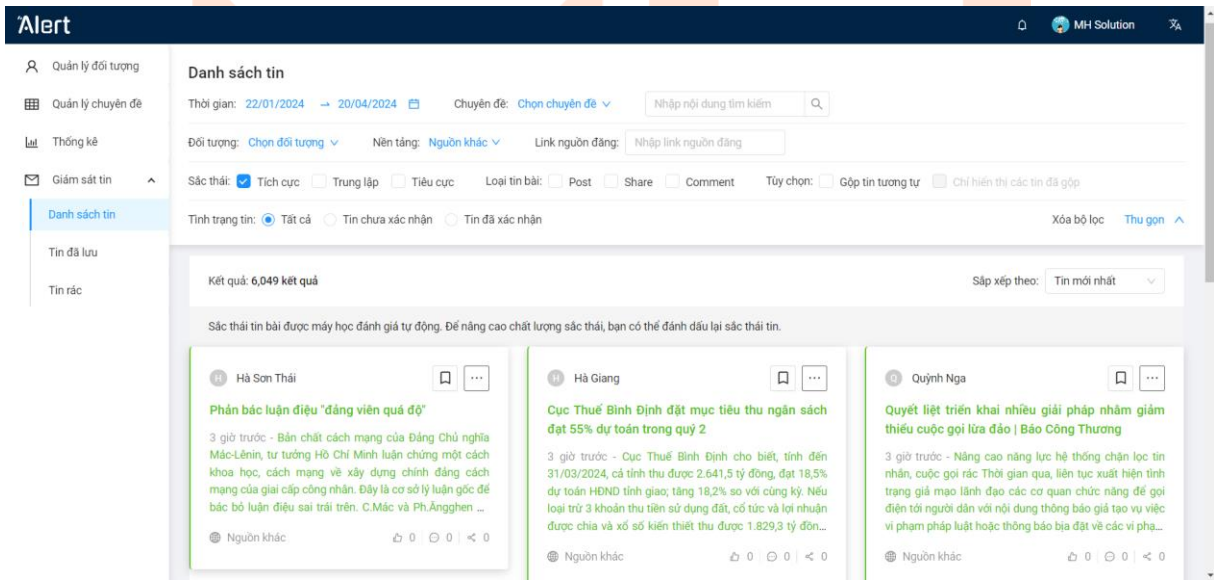 Alert
MH Solution
Quản lý đối tượng
Quản lý chuyên đề
Thống kê
Giám sát tin
Danh sách tin
Tin đã lưu
Tin rác
Danh sách tin
Thời gian: 22/01/2024 → 20/04/2024 Chuyên đề: Chọn chuyên đề Nhập nội dung tìm kiếm
Đối tượng: Chọn đối tượng Nền tảng: Nguồn khác Link nguồn đăng: Nhập link nguồn đăng
Sắc thái: Tích cực Trung lập Tiêu cực Loại tin bài: Post Share Comment Tùy chọn: Gộp tin tương tự Chỉ hiển thị các tin đã gộp
Tình trạng tin: Tất cả Tin chưa xác nhận Tin đã xác nhận Xóa bộ lọc Thu gọn
Kết quả: 6,049 kết quả Sắp xếp theo: Tin mới nhất
Sắc thái tin bài được máy học đánh giá tự động. Để nâng cao chất lượng sắc thái, bạn có thể đánh dấu lại sắc thái tin.
H Hà Sơn Thái
Phản bác luận điệu "đảng viên quá độ"
3 giờ trước - Bản chất cách mạng của Đảng Chủ nghĩa
Mác-Lênin, tư tưởng Hồ Chí Minh luận chứng một cách
khoa học, cách mạng về xây dựng chính đảng cách
mạng của giai cấp công nhân. Đây là cơ sở lý luận gốc để
bác bỏ luận điệu sai trái trên. C.Mác và Ph.Ăngghen ...
Nguồn khác 0 0 0
H Hà Giang
Cục Thuế Bình Định đặt mục tiêu thu ngân sách
đạt 55% dự toán trong quý 2
3 giờ trước - Cục Thuế Bình Định cho biết, tính đến
31/03/2024, cả tỉnh thu được 2.641,5 tỷ đồng, đạt 18,5%
dự toán HĐND tỉnh giao; tăng 18,2% so với cùng kỳ. Nếu
loại trừ 3 khoản thu tiền sử dụng đất, cổ tức và lợi nhuận
được chia và xổ số kiến thiết thu được 1.829,3 tỷ đồn...
Nguồn khác 0 0 0
Q Quỳnh Nga
Quyết liệt triển khai nhiều giải pháp nhằm giảm
thiểu cuộc gọi lừa đảo | Báo Công Thương
3 giờ trước - Nâng cao năng lực hệ thống chặn lọc tin
nhắn, cuộc gọi rác Thời gian qua, liên tục xuất hiện tình
trạng giả mạo lãnh đạo các cơ quan chức năng để gọi
điện tới người dân với nội dung thông báo giả tạo vụ việc
vi phạm pháp luật hoặc thông báo bịa đặt về các vi phạ...
Nguồn khác 0 0 0